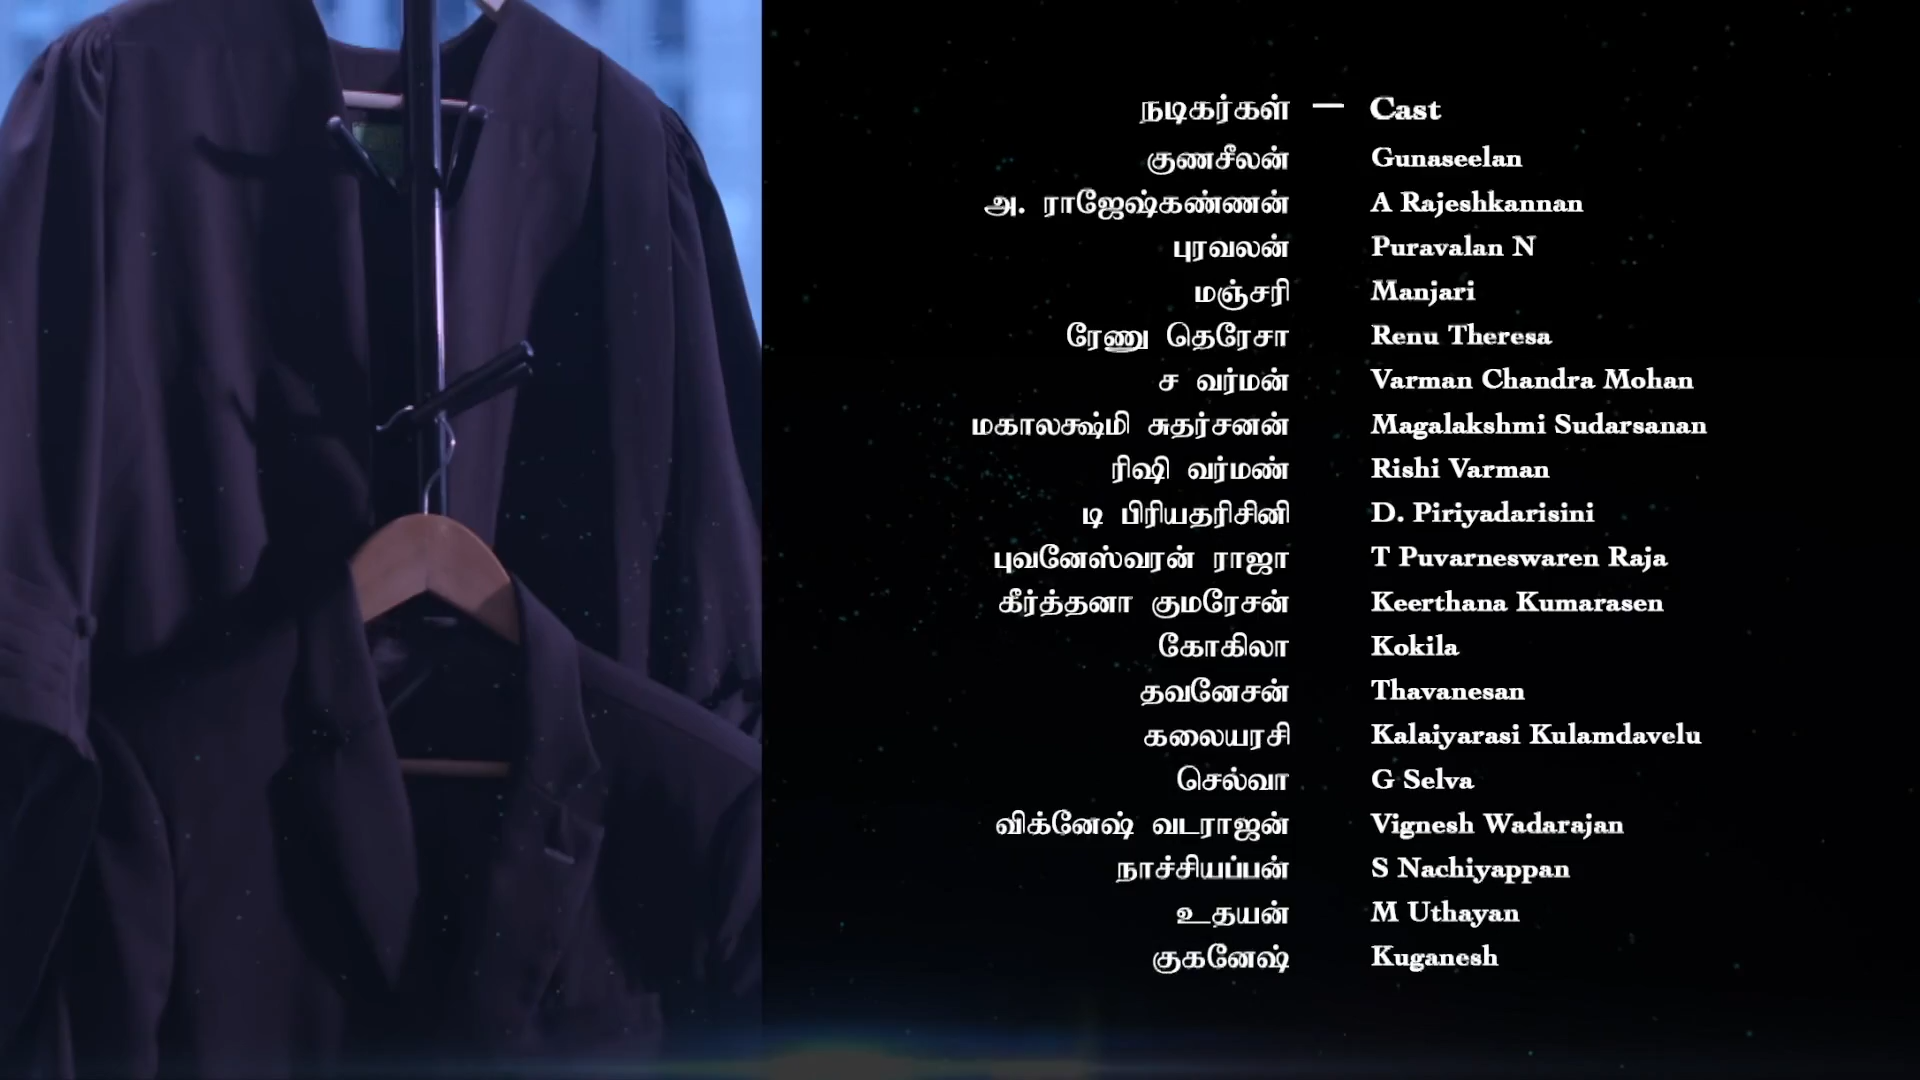 நடிகர்கள் — Cast
குணசீலன் Gunaseelan
அ. ராஜேஷ்கண்ணன் A Rajeshkannan
புரவலன் Puravalan N
மஞ்சரி Manjari
ரேணு தெரேசா Renu Theresa
ச வர்மன் Varman Chandra Mohan
மகாலக்ஷ்மி சுதர்சனன் Magalakshmi Sudarsanan
ரிஷி வர்மண் Rishi Varman
டி பிரியதரிசினி D. Piriyadarisini
புவனேஸ்வரன் ராஜா T Puvarneswaren Raja
கீர்த்தனா குமரேசன் Keerthana Kumarasen
கோகிலா Kokila
தவனேசன் Thavanesan
கலையரசி Kalaiyarasi Kulamdavelu
செல்வா G Selva
விக்னேஷ் வடராஜன் Vignesh Wadarajan
நாச்சியப்பன் S Nachiyappan
உதயன் M Uthayan
குகனேஷ் Kuganesh